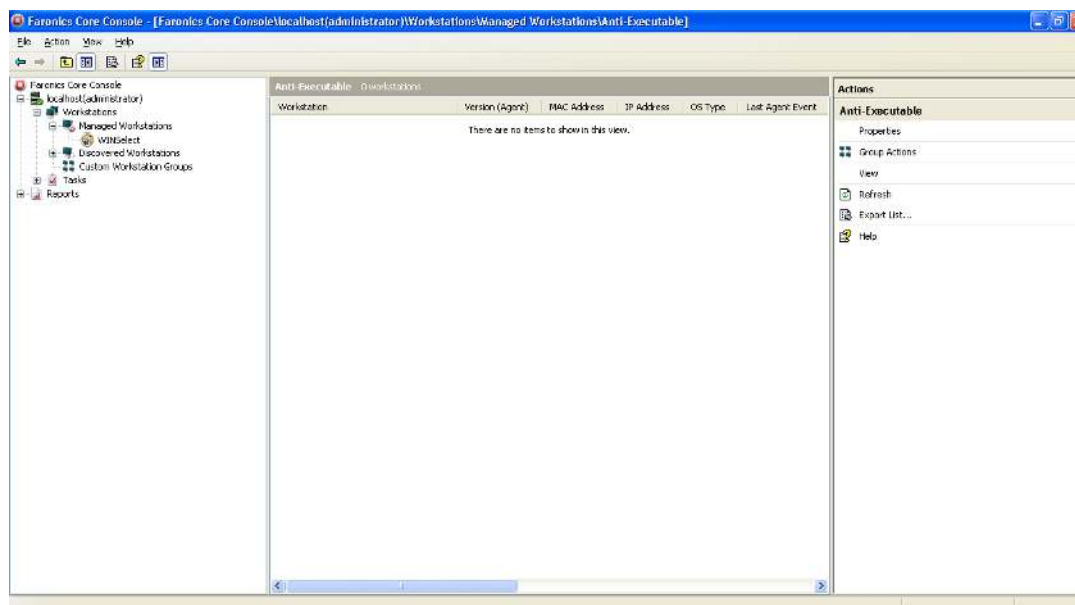 Faronics Core Console - [Faronics Core Console\localhost(administrator)\Workstations\Managed Workstations\Anti-Executable]
File Action View Help
Faronics Core Console
localhost(administrator)
Workstations
Managed Workstations
WINSelect
Discovered Workstations
Custom Workstation Groups
Tasks
Reports
Anti-Executable 0 workstations
Workstation Version (Agent) MAC Address IP Address OS Type Last Agent Event
There are no items to show in this view.
Actions
Anti-Executable
Properties
Group Actions
View
Refresh
Export List...
Help